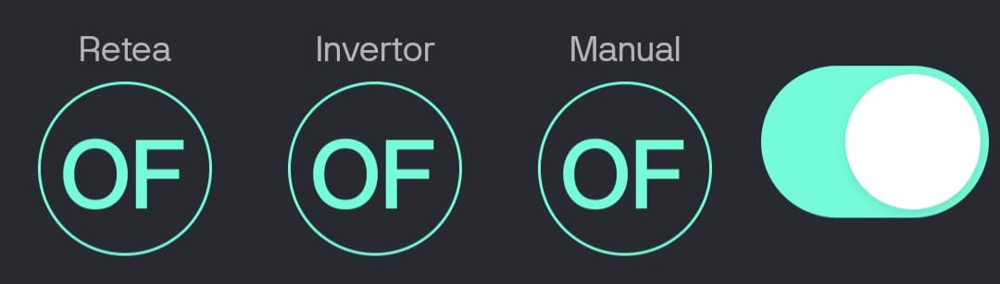 Retea Invertor Manual
OF OF OF